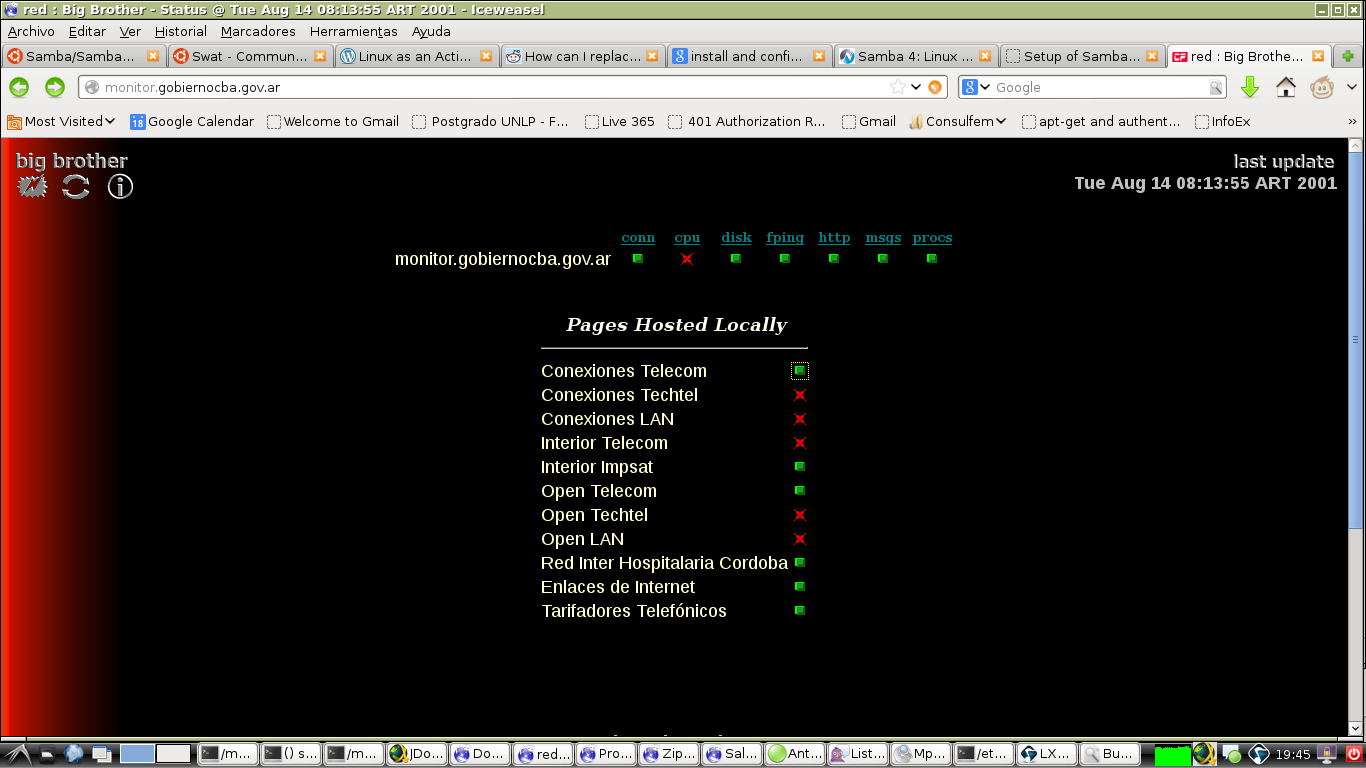 red : Big Brother - Status @ Tue Aug 14 08:13:55 ART 2001 - Iceweasel
Archivo Editar Ver Historial Marcadores Herramientas Ayuda
Samba/Samba... Swat - Commun... Linux as an Acti... How can I replac... install and confi... Samba 4: Linux ... Setup of Samba... red : Big Brothe...
monitor.gobiernocba.gov.ar Google
Most Visited Google Calendar Welcome to Gmail Postgrado UNLP - F... Live 365 401 Authorization R... Gmail Consulfem apt-get and authent... InfoEx »
big brother last update
Tue Aug 14 08:13:55 ART 2001
conn cpu disk fping http msgs procs
monitor.gobiernocba.gov.ar
Pages Hosted Locally
Conexiones Telecom
Conexiones Techtel
Conexiones LAN
Interior Telecom
Interior Impsat
Open Telecom
Open Techtel
Open LAN
Red Inter Hospitalaria Cordoba
Enlaces de Internet
Tarifadores Telefónicos
/m... () s... /m... JDo... Do... red... Pro... Zip... Sal... Ant... List... Mp... /et... LX... Bu... 19:45